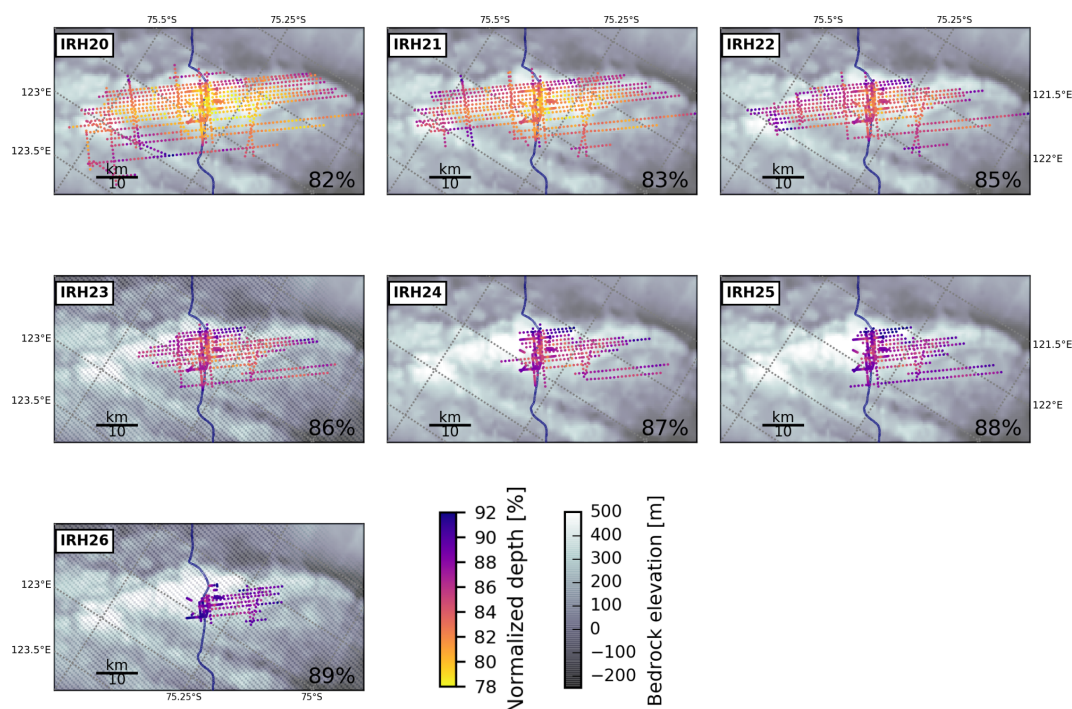 75.5°S 75.25°S 75.5°S 75.25°S 75.5°S 75.25°S
IRH20 IRH21 IRH22
123°E 121.5°E
123.5°E 122°E
km km km
10 82% 10 83% 10 85%
IRH23 IRH24 IRH25
123°E 121.5°E
123.5°E 122°E
km km km
10 86% 10 87% 10 88%
IRH26
123°E
123.5°E
km
10 89%
75.25°S 75°S
92
90
88
86
84
82
80
78
Normalized depth [%]
500
400
300
200
100
0
−100
−200
Bedrock elevation [m]